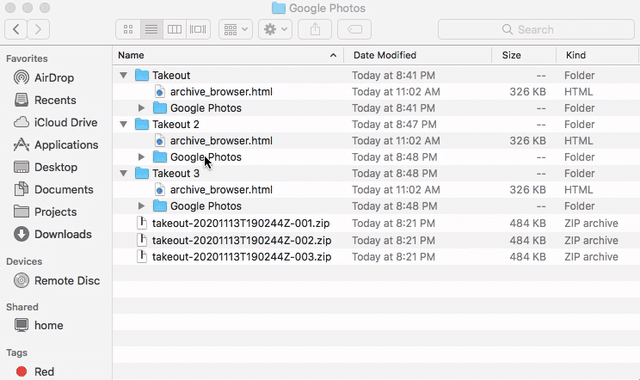 Google Photos
Search
Favorites
AirDrop
Recents
iCloud Drive
Applications
Desktop
Documents
Projects
Downloads
Devices
Remote Disc
Shared
home
Tags
Red
Name Date Modified Size Kind
Takeout Today at 8:41 PM -- Folder
archive_browser.html Today at 11:02 AM 326 KB HTML
Google Photos Today at 8:41 PM -- Folder
Takeout 2 Today at 8:47 PM -- Folder
archive_browser.html Today at 11:02 AM 326 KB HTML
Google Photos Today at 8:48 PM -- Folder
Takeout 3 Today at 8:48 PM -- Folder
archive_browser.html Today at 11:02 AM 326 KB HTML
Google Photos Today at 8:48 PM -- Folder
takeout-20201113T190244Z-001.zip Today at 8:21 PM 484 KB ZIP archive
takeout-20201113T190244Z-002.zip Today at 8:21 PM 484 KB ZIP archive
takeout-20201113T190244Z-003.zip Today at 8:21 PM 484 KB ZIP archive